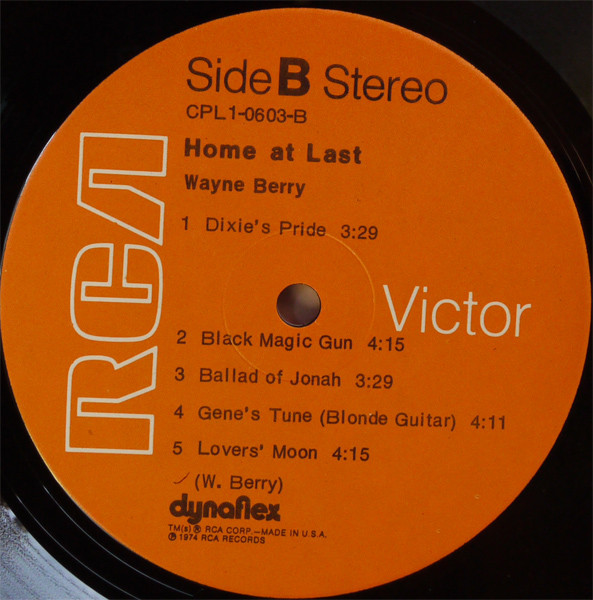 Side B Stereo
CPL1-0603-B
Home at Last
Wayne Berry
1 Dixie's Pride 3:29
RCA
Victor
2 Black Magic Gun 4:15
3 Ballad of Jonah 3:29
4 Gene's Tune (Blonde Guitar) 4:11
5 Lovers' Moon 4:15
(W. Berry)
dynaflex
TM(s) ® RCA CORP.—MADE IN U.S.A.
℗ 1974 RCA RECORDS